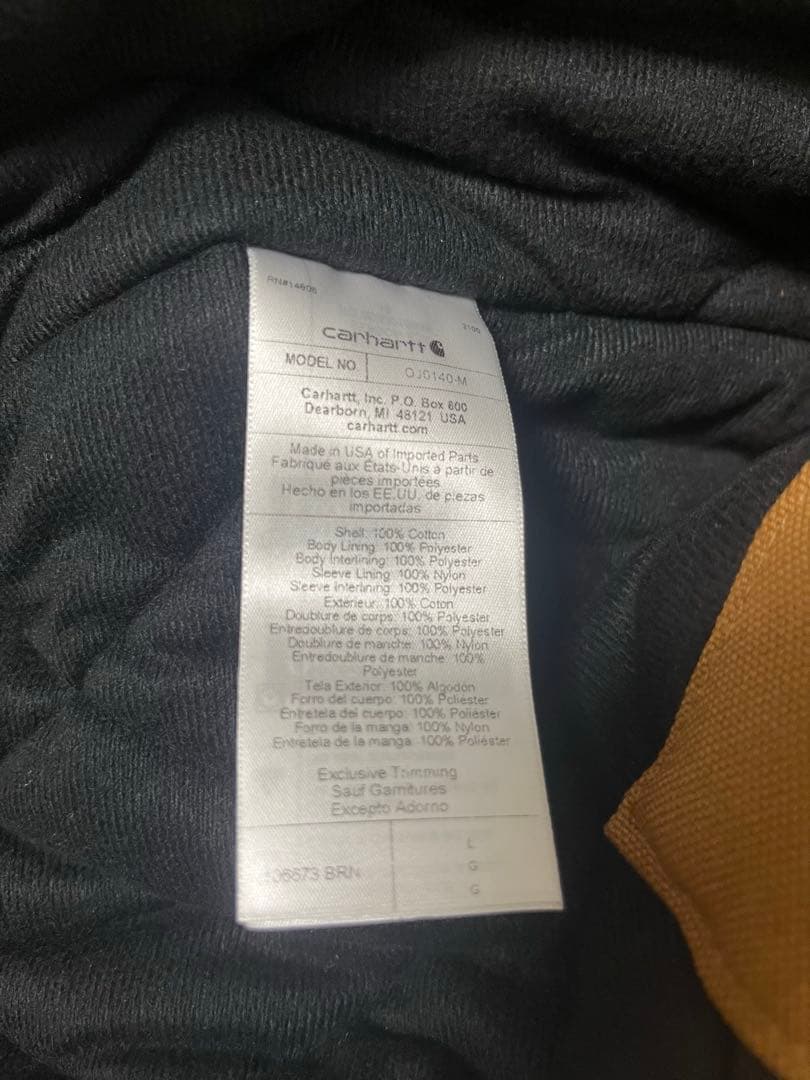 RN#14806
2100
carhartt
MODEL NO. OJ0140-M
Carhartt, Inc. P.O. Box 600
Dearborn, MI 48121 USA
carhartt.com
Made in USA of Imported Parts
Fabriqué aux États-Unis à partir de
pièces importées
Hecho en los EE.UU. de piezas
importadas
Shell: 100% Cotton
Body Lining: 100% Polyester
Body Interlining: 100% Polyester
Sleeve Lining: 100% Nylon
Sleeve Interlining: 100% Polyester
Extérieur: 100% Coton
Doublure de corps: 100% Polyester
Entredoublure de corps: 100% Polyester
Doublure de manche: 100% Nylon
Entredoublure de manche: 100%
Polyester
Tela Exterior: 100% Algodón
Forro del cuerpo: 100% Poliéster
Entretela del cuerpo: 100% Poliéster
Forro de la manga: 100% Nylon
Entretela de la manga: 100% Poliéster
Exclusive Trimming
Sauf Garnitures
Excepto Adorno
06673 BRN
L
G
G